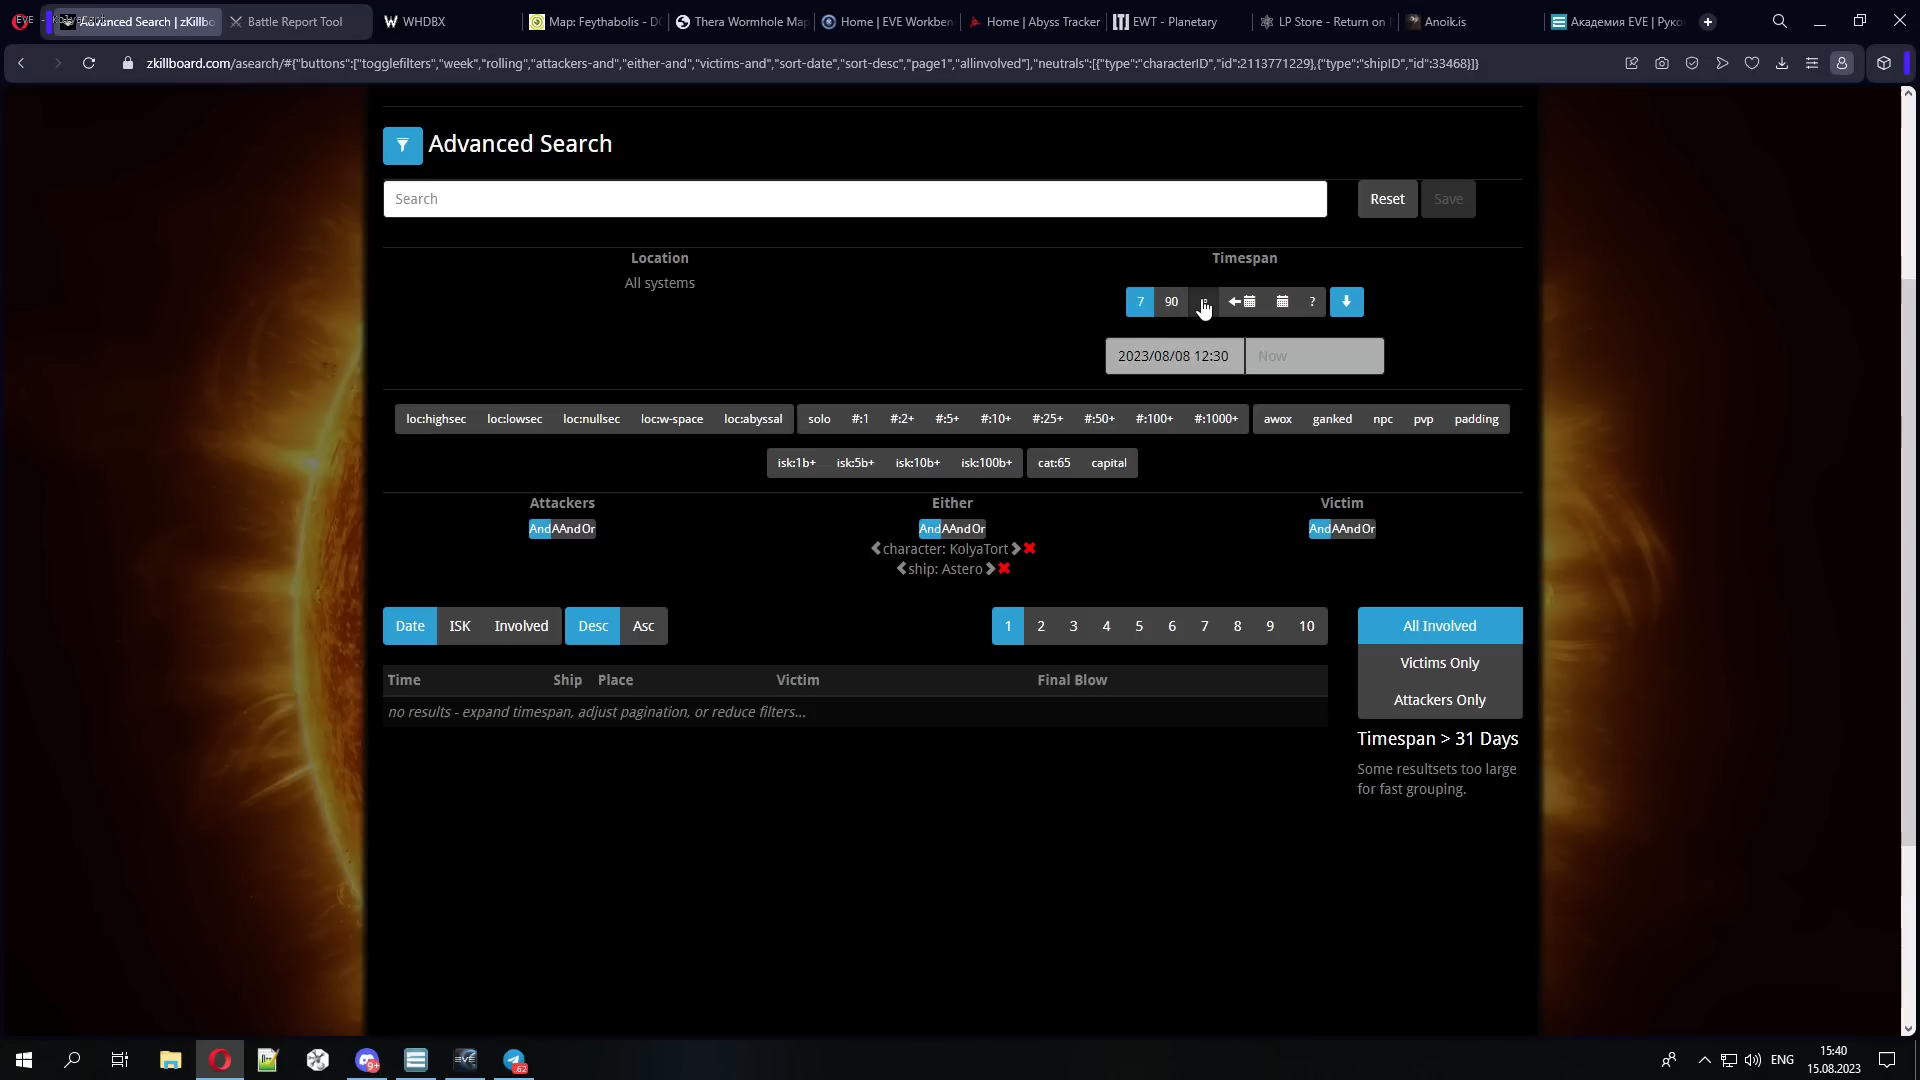 Advanced Search | zKillbo
Battle Report Tool
WHDBX
Map: Feythabolis - DO
Thera Wormhole Map
Home | EVE Workben
Home | Abyss Tracker
EWT - Planetary
LP Store - Return on
Anoik.is
Академия EVE | Руко
zkillboard.com/asearch/#{"buttons":["togglefilters","week","rolling","attackers-and","either-and","victims-and","sort-date","sort-desc","page1","allinvolved"],"neutrals":[{"type":"characterID","id":2113771229},{"type":"shipID","id":33468}]}
Advanced Search
Search
Reset
Save
Location
Timespan
All systems
7 90 ?
2023/08/08 12:30
Now
loc:highsec loc:lowsec loc:nullsec loc:w-space loc:abyssal solo #:1 #:2+ #:5+ #:10+ #:25+ #:50+ #:100+ #:1000+ awox ganked npc pvp padding
isk:1b+ isk:5b+ isk:10b+ isk:100b+ cat:65 capital
Attackers Either Victim
AndAAndOr AndAAndOr AndAAndOr
character: KolyaTort
ship: Astero
Date ISK Involved Desc Asc 1 2 3 4 5 6 7 8 9 10 All Involved
Victims Only
Attackers Only
Time Ship Place Victim Final Blow
no results - expand timespan, adjust pagination, or reduce filters...
Timespan > 31 Days
Some resultsets too large
for fast grouping.
ENG
15:40
15.08.2023